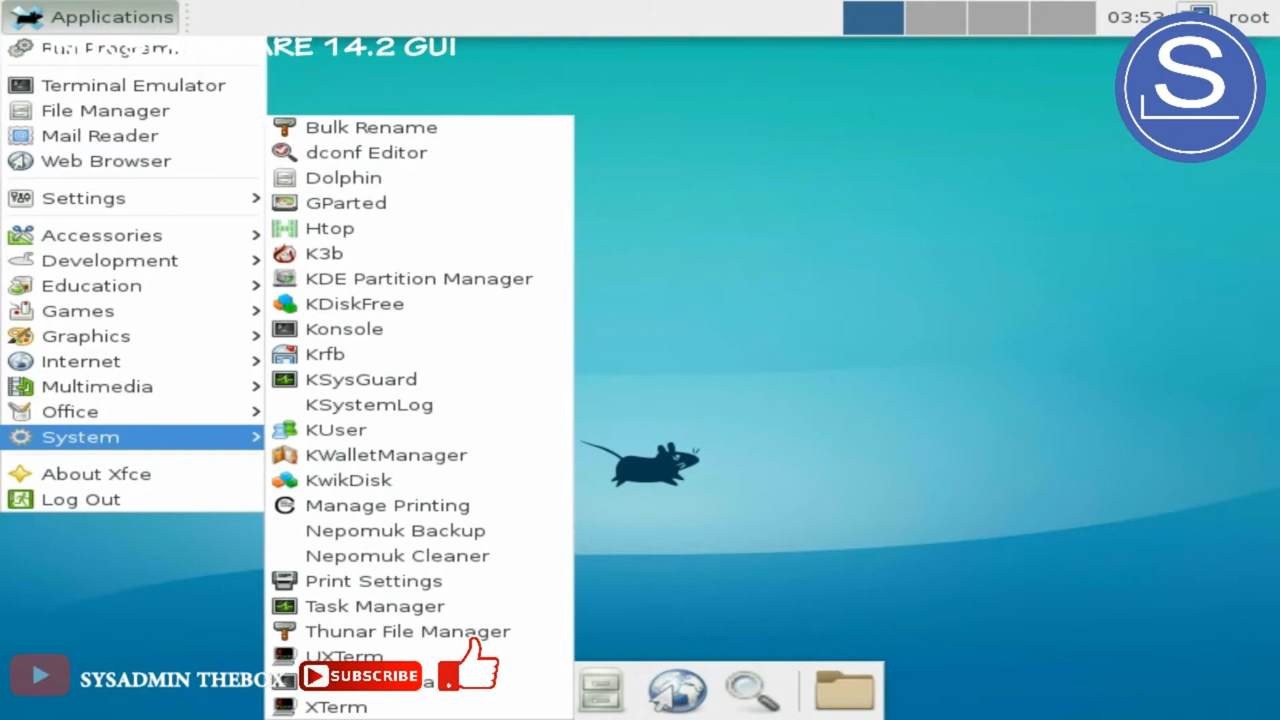 Applications
03:53
root
Run Program...
ARE 14.2 GUI
S
Terminal Emulator
File Manager
Mail Reader
Web Browser
Settings
Accessories
Development
Education
Games
Graphics
Internet
Multimedia
Office
System
About Xfce
Log Out
Bulk Rename
dconf Editor
Dolphin
GParted
Htop
K3b
KDE Partition Manager
KDiskFree
Konsole
Krfb
KSysGuard
KSystemLog
KUser
KWalletManager
KwikDisk
Manage Printing
Nepomuk Backup
Nepomuk Cleaner
Print Settings
Task Manager
Thunar File Manager
UXTerm
XTerm
SYSADMIN THEBOX
SUBSCRIBE